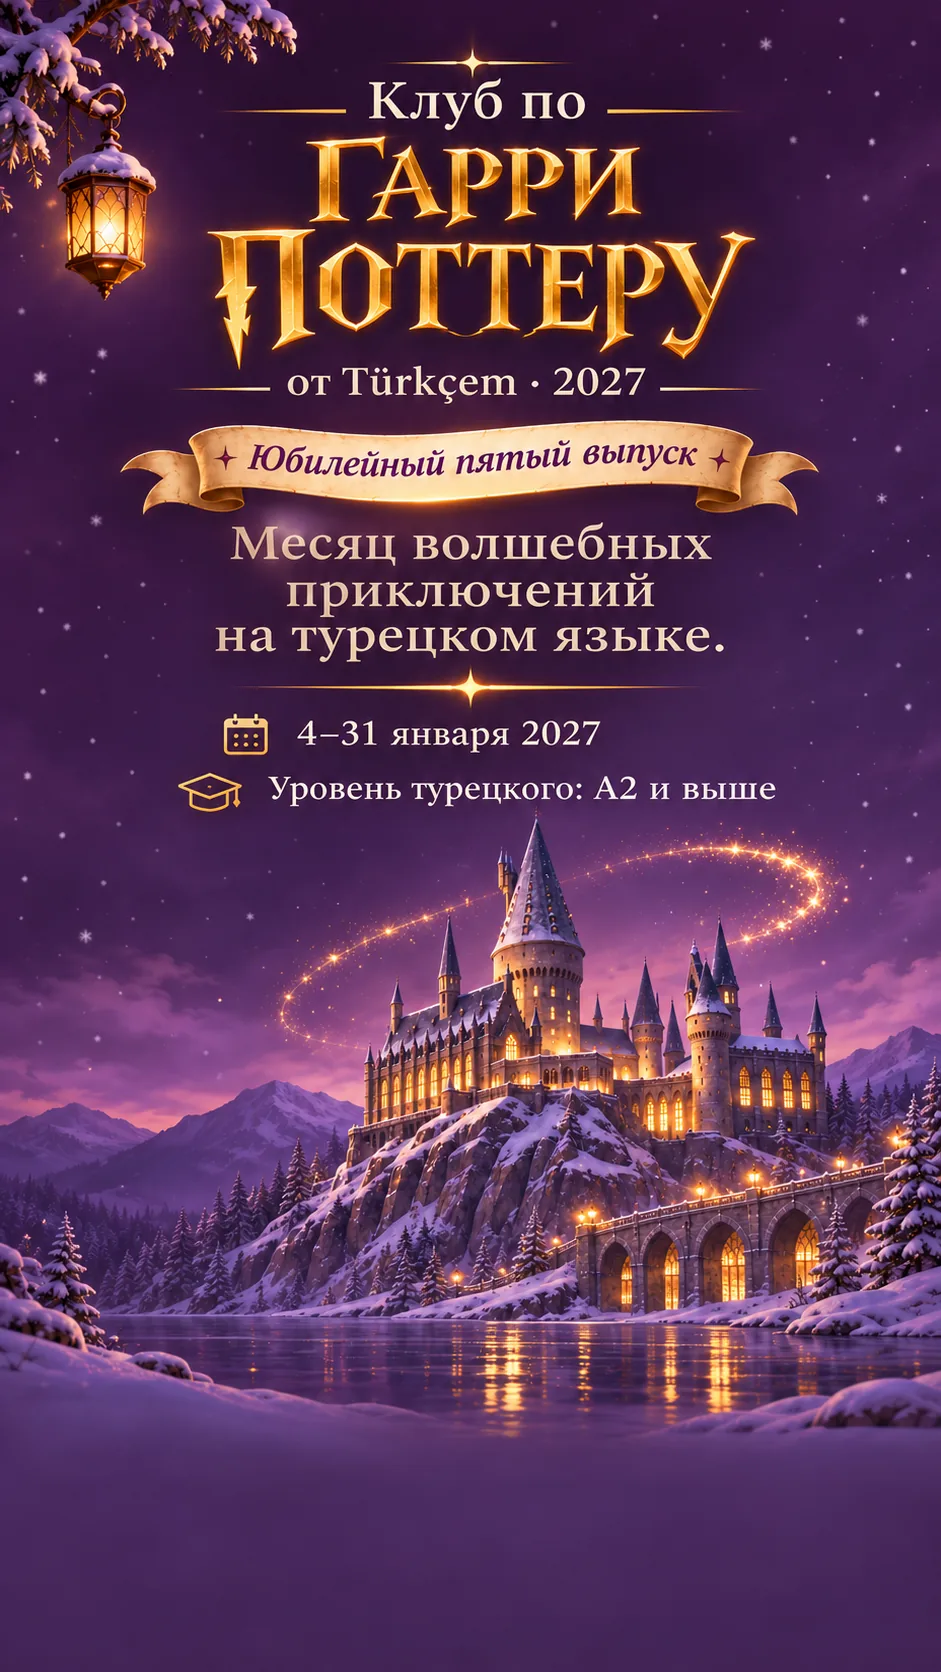 Клуб по
ГАРРИ
ПОТТЕРУ
от Türkçem · 2027
Юбилейный пятый выпуск
Месяц волшебных
приключений
на турецком языке.
4–31 января 2027
Уровень турецкого: А2 и выше